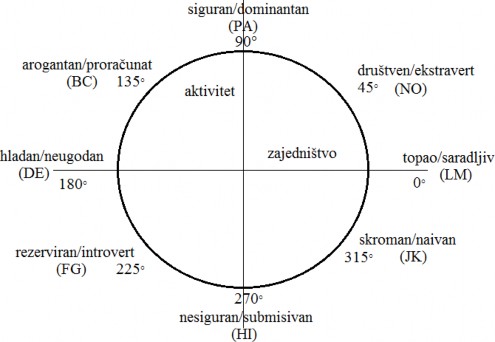 siguran/dominantan
(PA)
90°
arogantan/proračunat
(BC) 135°
društven/ekstravert
45° (NO)
aktivitet
zajedništvo
hladan/neugodan
(DE)
180°
topao/saradljiv
0° (LM)
rezerviran/introvert
(FG) 225°
skroman/naivan
315° (JK)
270°
nesiguran/submisivan
(HI)